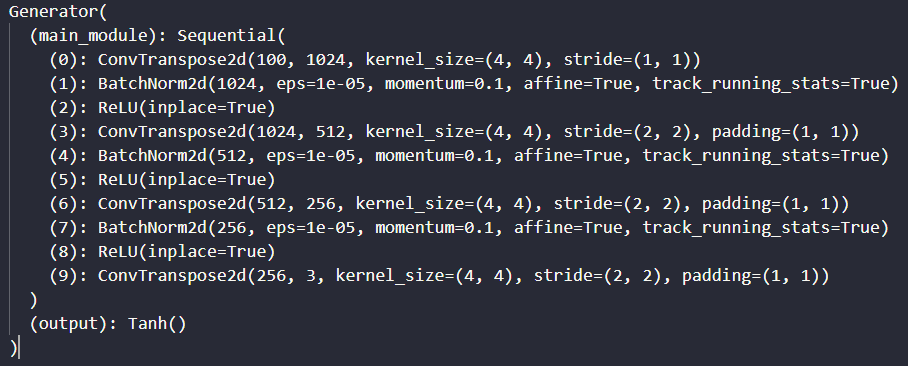 Generator(
  (main_module): Sequential(
    (0): ConvTranspose2d(100, 1024, kernel_size=(4, 4), stride=(1, 1))
    (1): BatchNorm2d(1024, eps=1e-05, momentum=0.1, affine=True, track_running_stats=True)
    (2): ReLU(inplace=True)
    (3): ConvTranspose2d(1024, 512, kernel_size=(4, 4), stride=(2, 2), padding=(1, 1))
    (4): BatchNorm2d(512, eps=1e-05, momentum=0.1, affine=True, track_running_stats=True)
    (5): ReLU(inplace=True)
    (6): ConvTranspose2d(512, 256, kernel_size=(4, 4), stride=(2, 2), padding=(1, 1))
    (7): BatchNorm2d(256, eps=1e-05, momentum=0.1, affine=True, track_running_stats=True)
    (8): ReLU(inplace=True)
    (9): ConvTranspose2d(256, 3, kernel_size=(4, 4), stride=(2, 2), padding=(1, 1))
  )
  (output): Tanh()
)